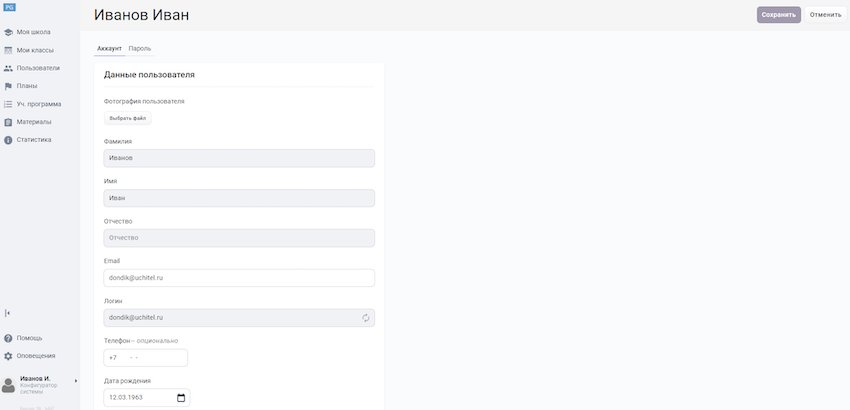 PG
Иванов Иван
Сохранить
Отменить
Моя школа
Мои классы
Пользователи
Планы
Уч. программа
Материалы
Статистика
Аккаунт
Пароль
Данные пользователя
Фотография пользователя
Выбрать файл
Фамилия
Иванов
Имя
Иван
Отчество
Отчество
Email
dondik@uchitel.ru
Логин
dondik@uchitel.ru
Телефон— опционально
+7 - -
Дата рождения
12.03.1963
Помощь
Оповещения
Иванов И.
Конфигуратор
системы